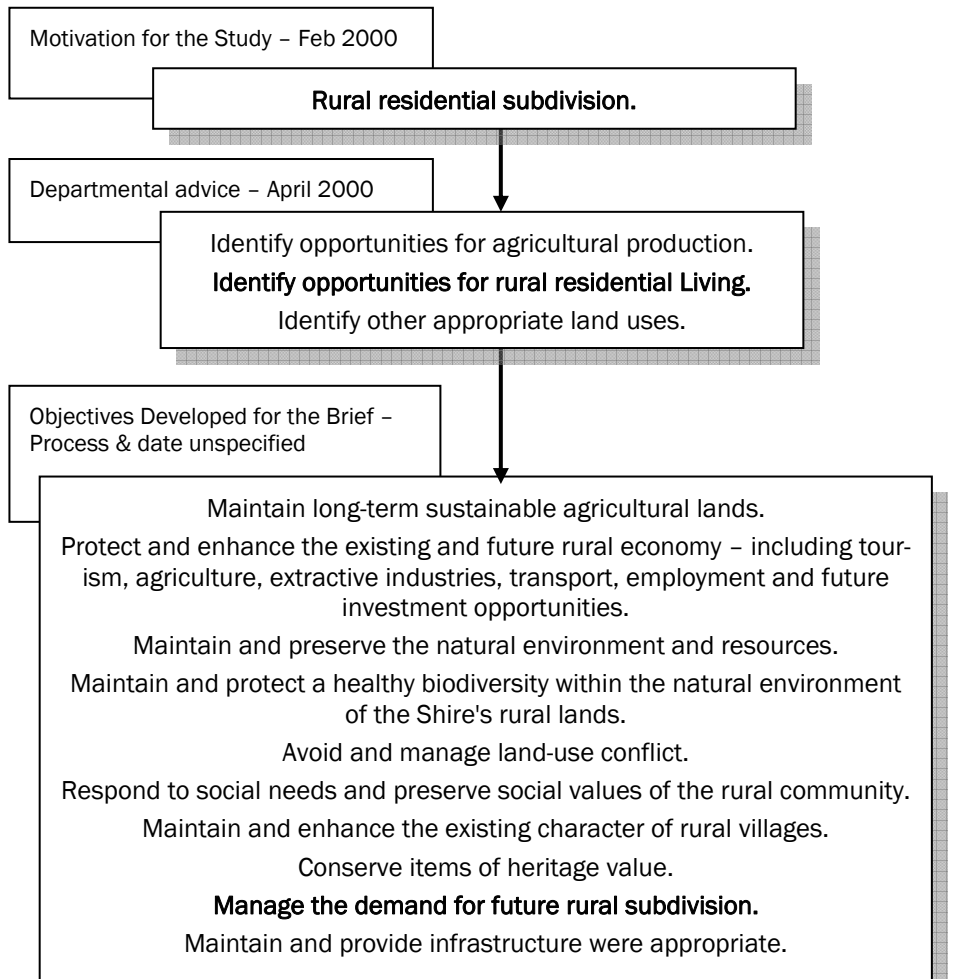 Motivation for the Study – Feb 2000
Rural residential subdivision.
Departmental advice – April 2000
Identify opportunities for agricultural production.
Identify opportunities for rural residential Living.
Identify other appropriate land uses.
Objectives Developed for the Brief –
Process & date unspecified
Maintain long-term sustainable agricultural lands.
Protect and enhance the existing and future rural economy – including tour-
ism, agriculture, extractive industries, transport, employment and future
investment opportunities.
Maintain and preserve the natural environment and resources.
Maintain and protect a healthy biodiversity within the natural environment
of the Shire's rural lands.
Avoid and manage land-use conflict.
Respond to social needs and preserve social values of the rural community.
Maintain and enhance the existing character of rural villages.
Conserve items of heritage value.
Manage the demand for future rural subdivision.
Maintain and provide infrastructure were appropriate.